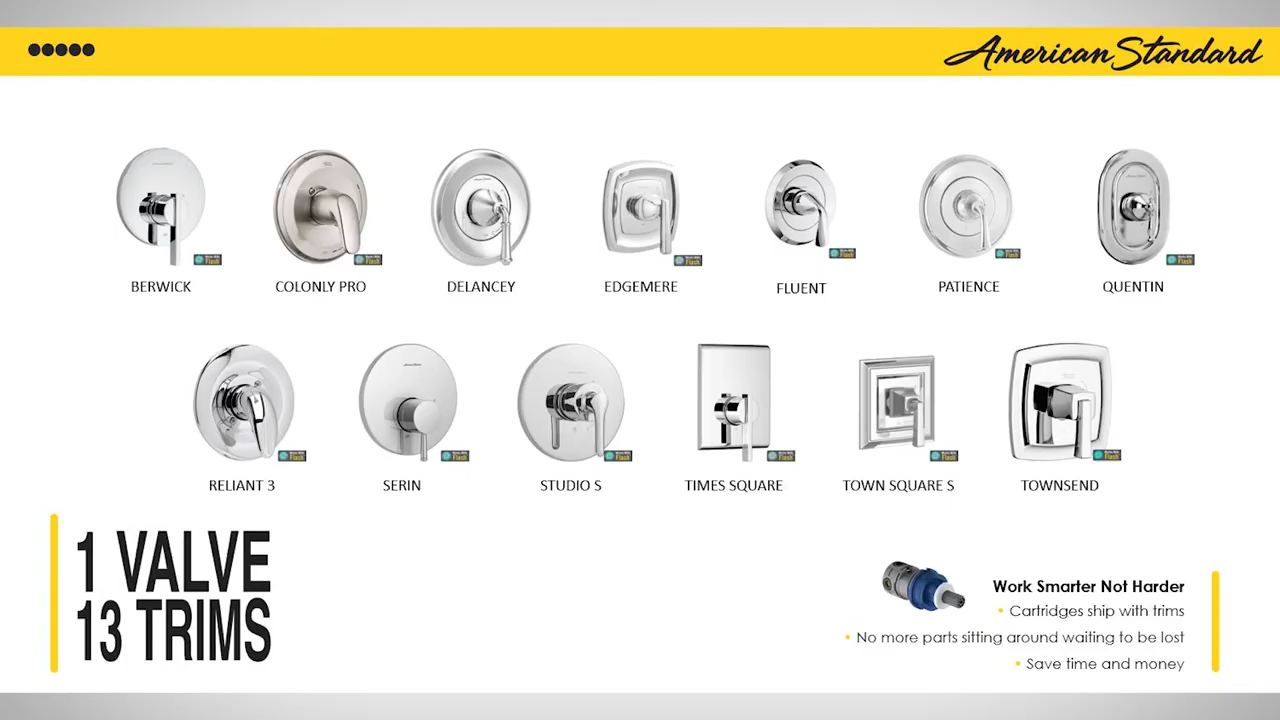 American Standard
BERWICK
COLONLY PRO
DELANCEY
EDGEMERE
FLUENT
PATIENCE
QUENTIN
RELIANT 3
SERIN
STUDIO S
TIMES SQUARE
TOWN SQUARE S
TOWNSEND
1 VALVE
13 TRIMS
Work Smarter Not Harder
• Cartridges ship with trims
• No more parts sitting around waiting to be lost
• Save time and money